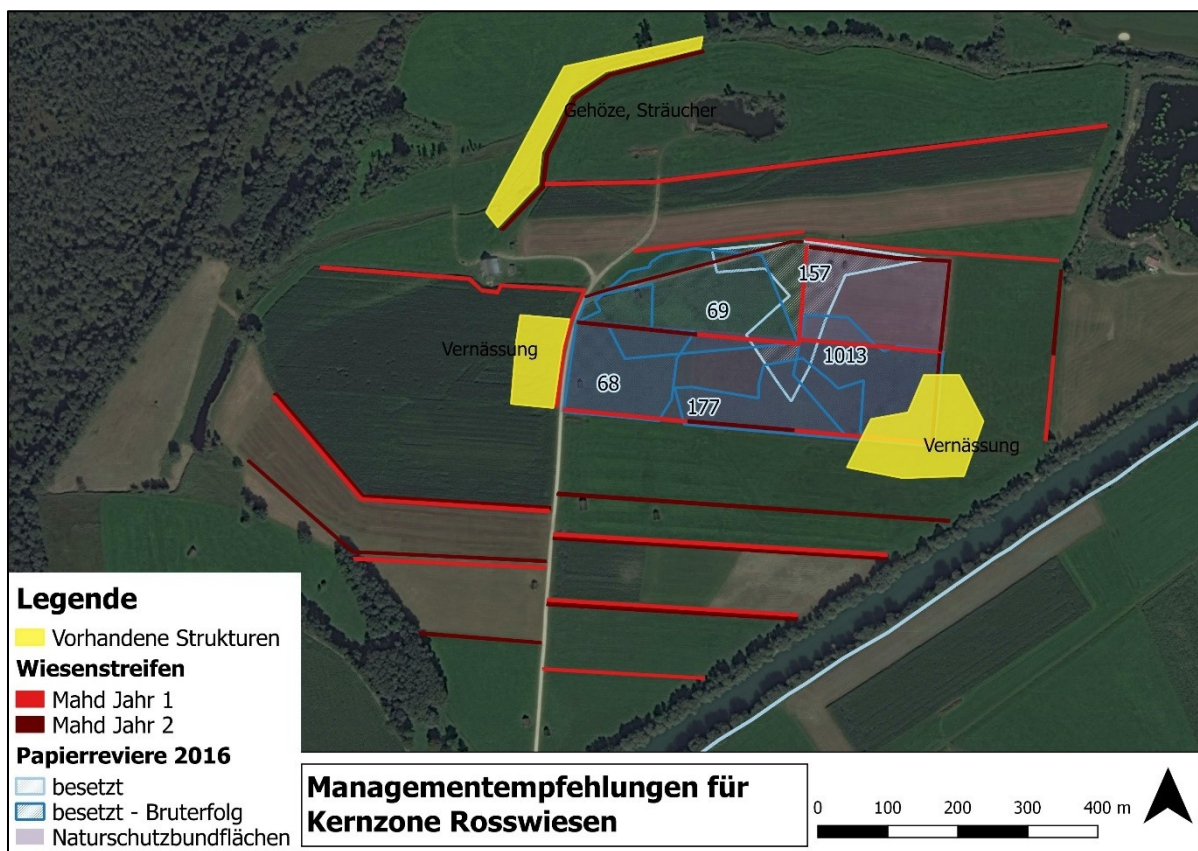 Gehöze, Sträucher
157
69
Vernässung
1013
68
177
Vernässung
Legende
Vorhandene Strukturen
Wiesenstreifen
Mahd Jahr 1
Mahd Jahr 2
Papierreviere 2016
besetzt
besetzt - Bruterfolg
Naturschutzbundflächen
Managementempfehlungen für
Kernzone Rosswiesen
0 100 200 300 400 m